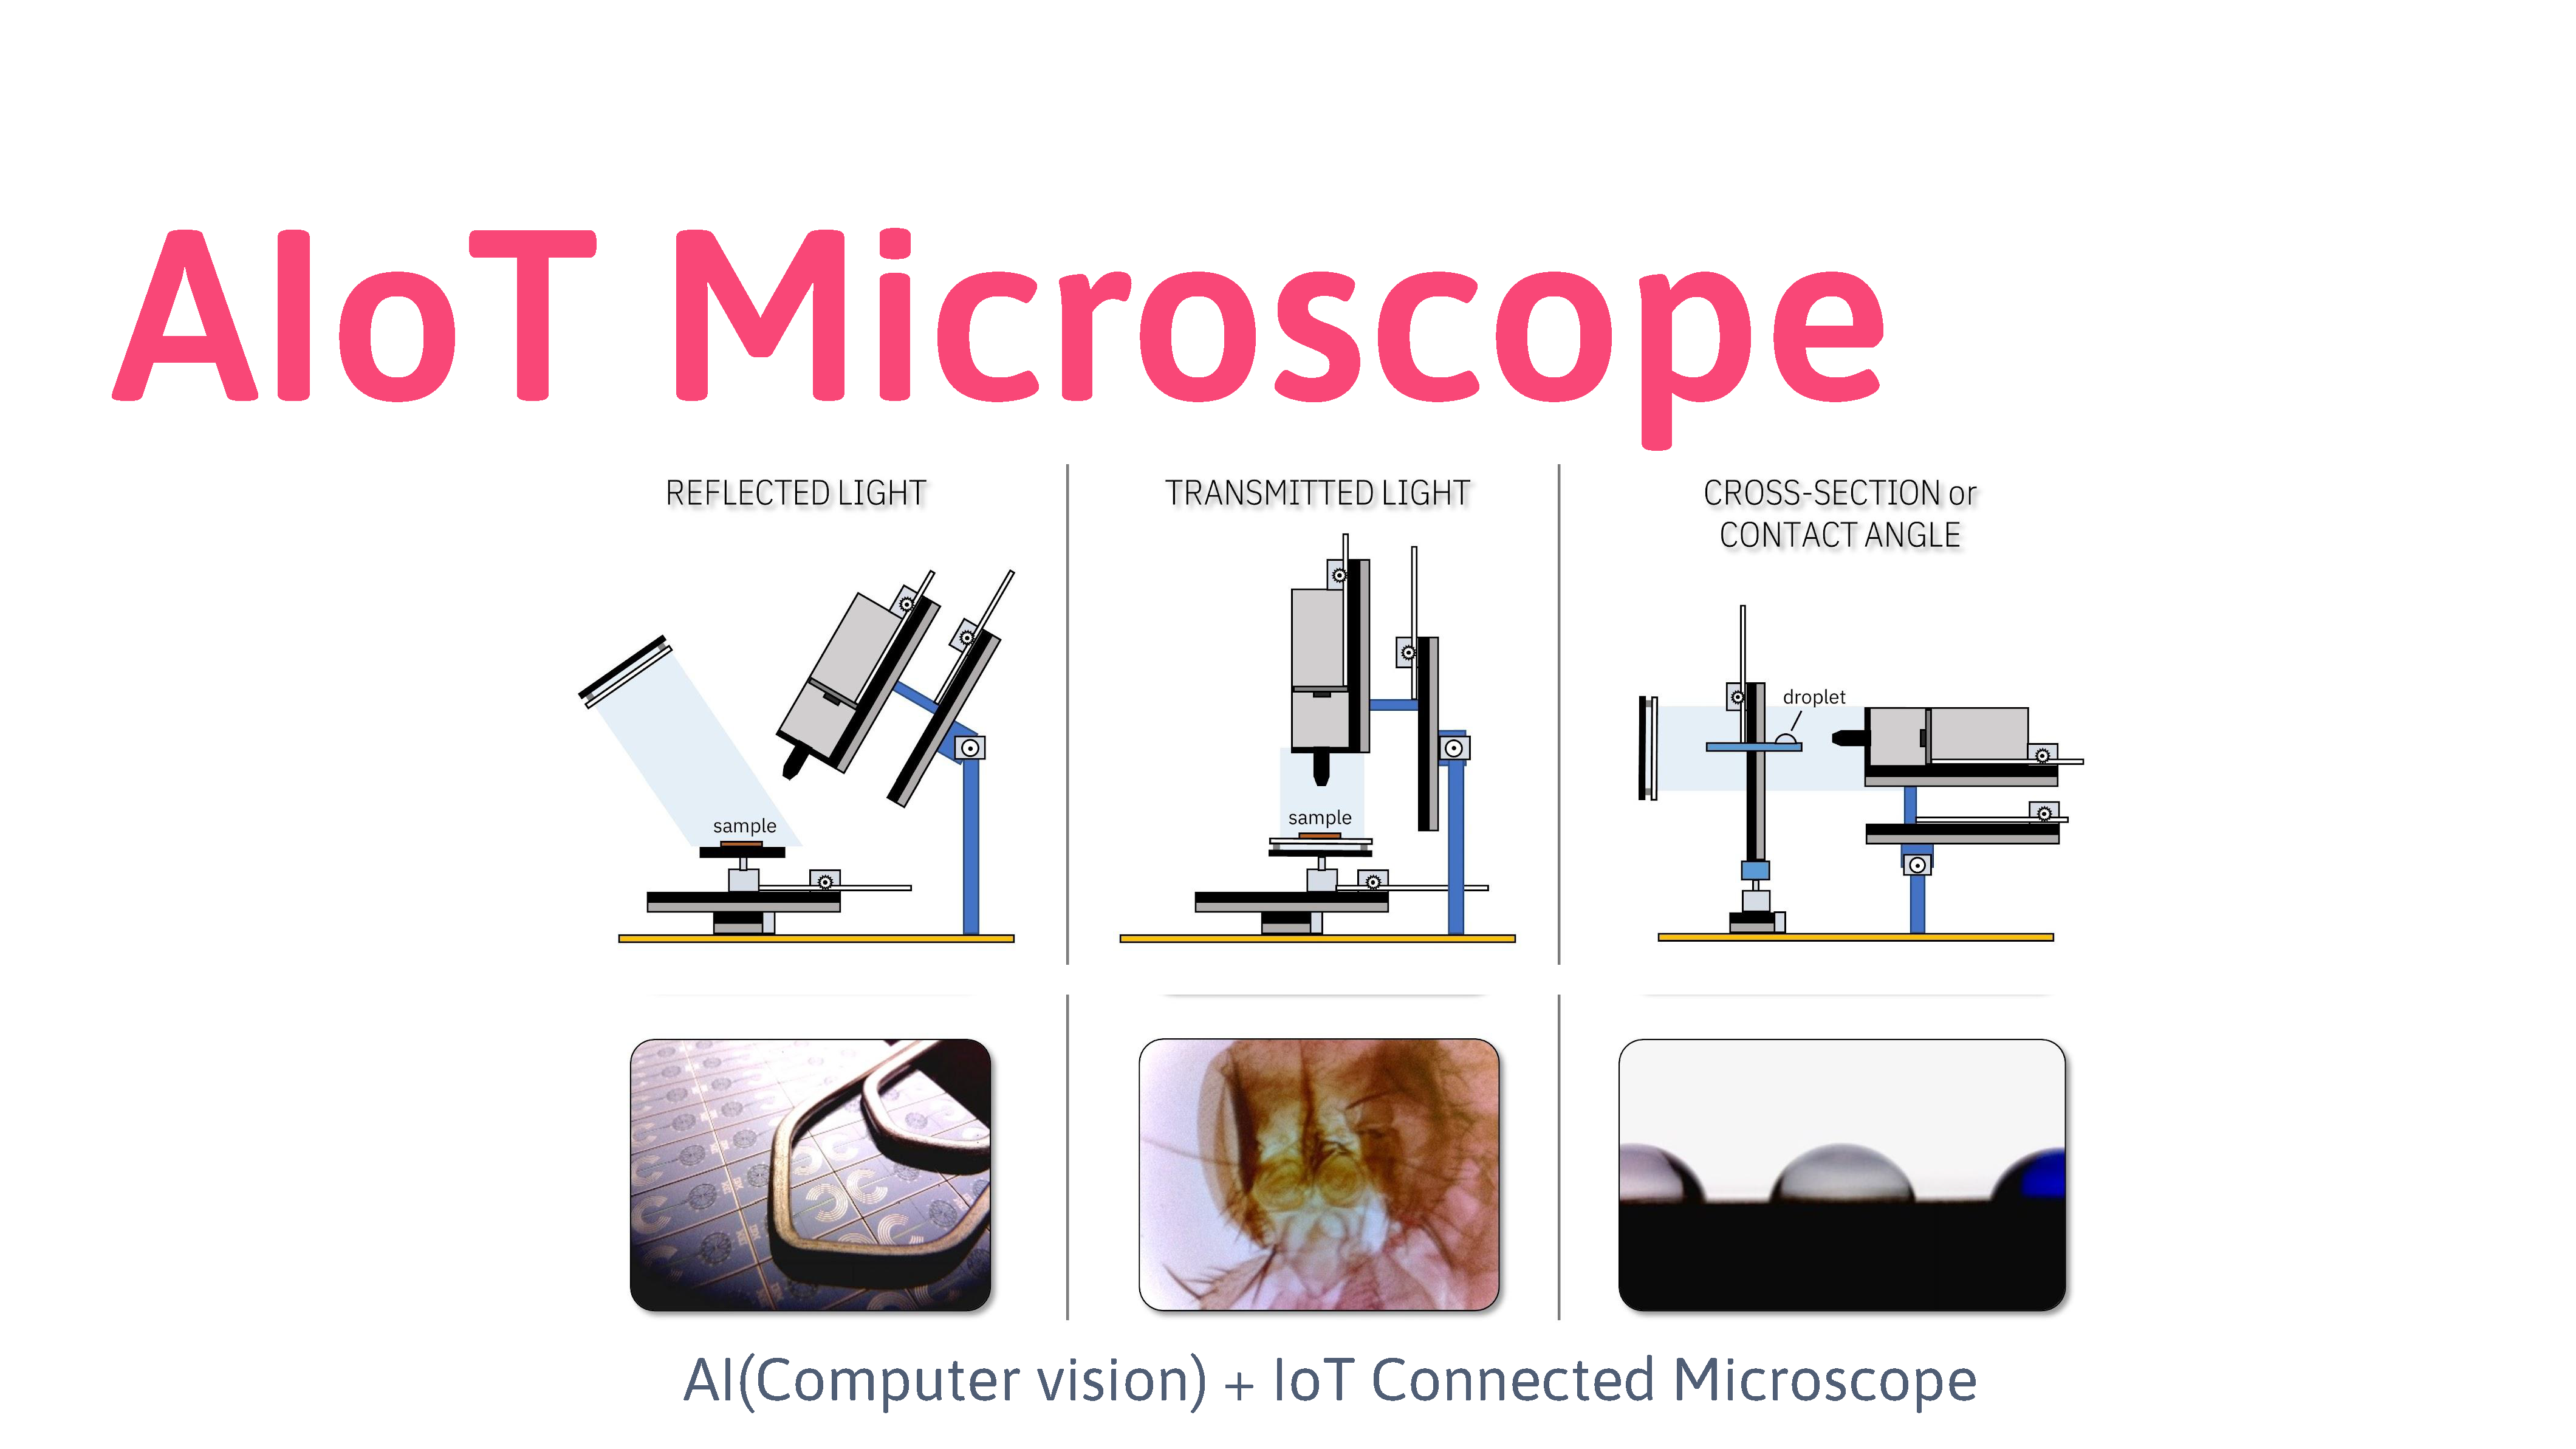 AIoT Microscope
REFLECTED LIGHT
TRANSMITTED LIGHT
CROSS-SECTION or
CONTACT ANGLE
sample
sample
droplet
AI(Computer vision) + IoT Connected Microscope